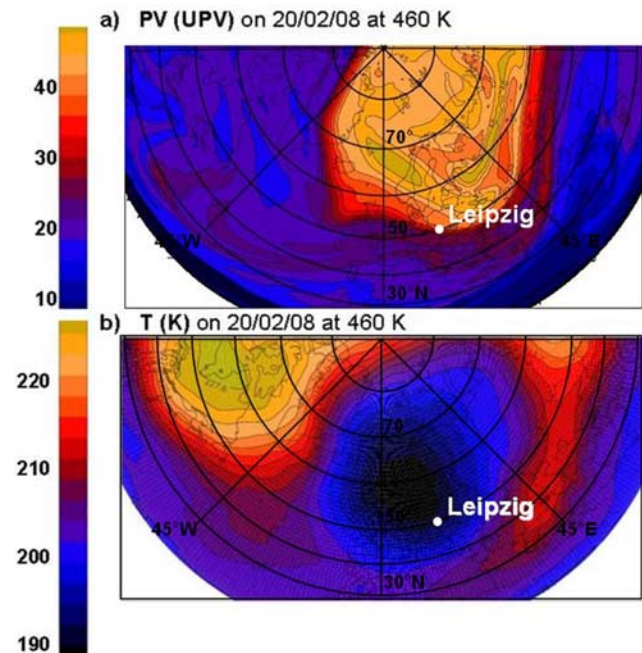 a) PV (UPV) on 20/02/08 at 460 K
40
30
20
10
70°
50
Leipzig
45°W
45°E
30°N
b) T (K) on 20/02/08 at 460 K
220
210
200
190
70
50
Leipzig
45°W
45°E
30°N